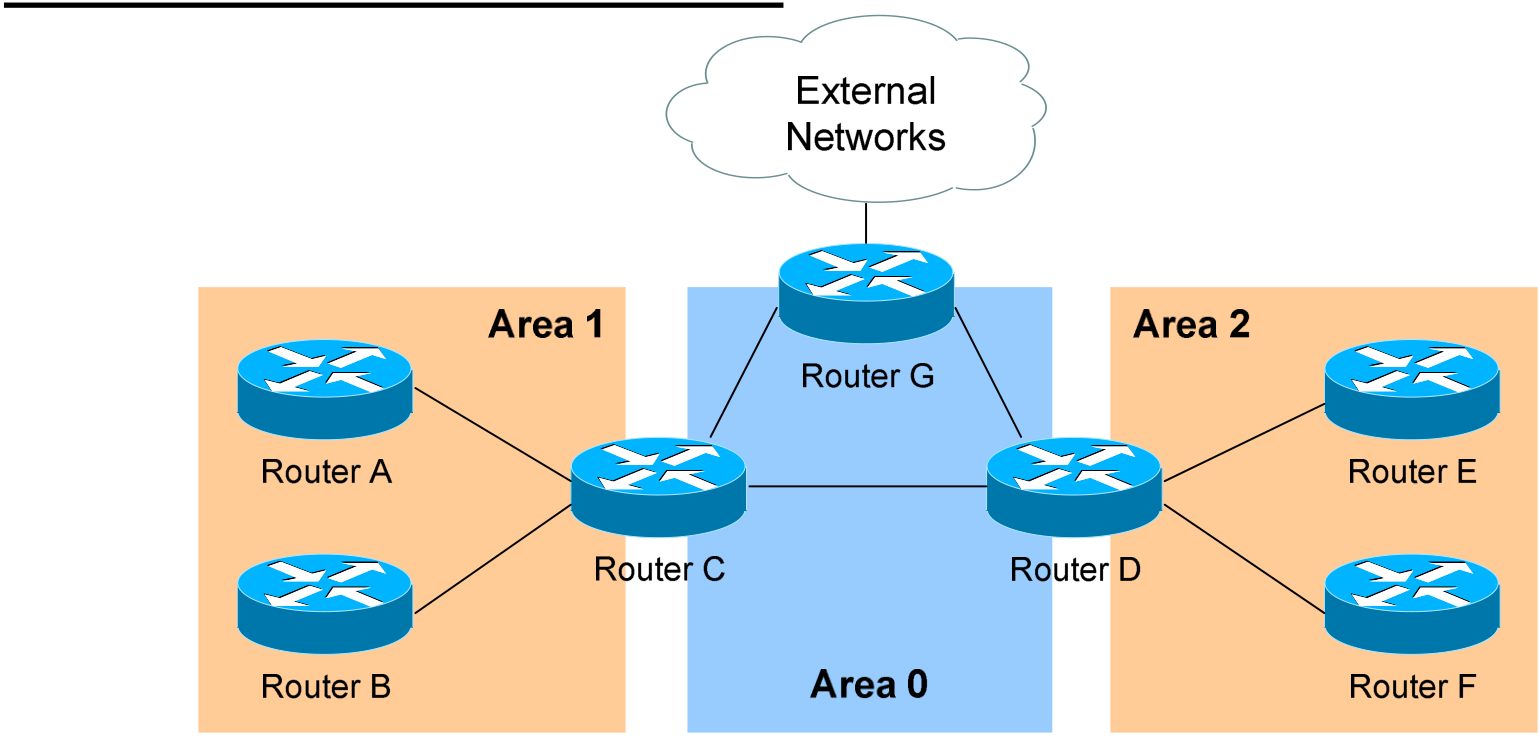 External
Networks
Area 1
Area 2
Router G
Router A
Router E
Router C
Router D
Router B
Area 0
Router F